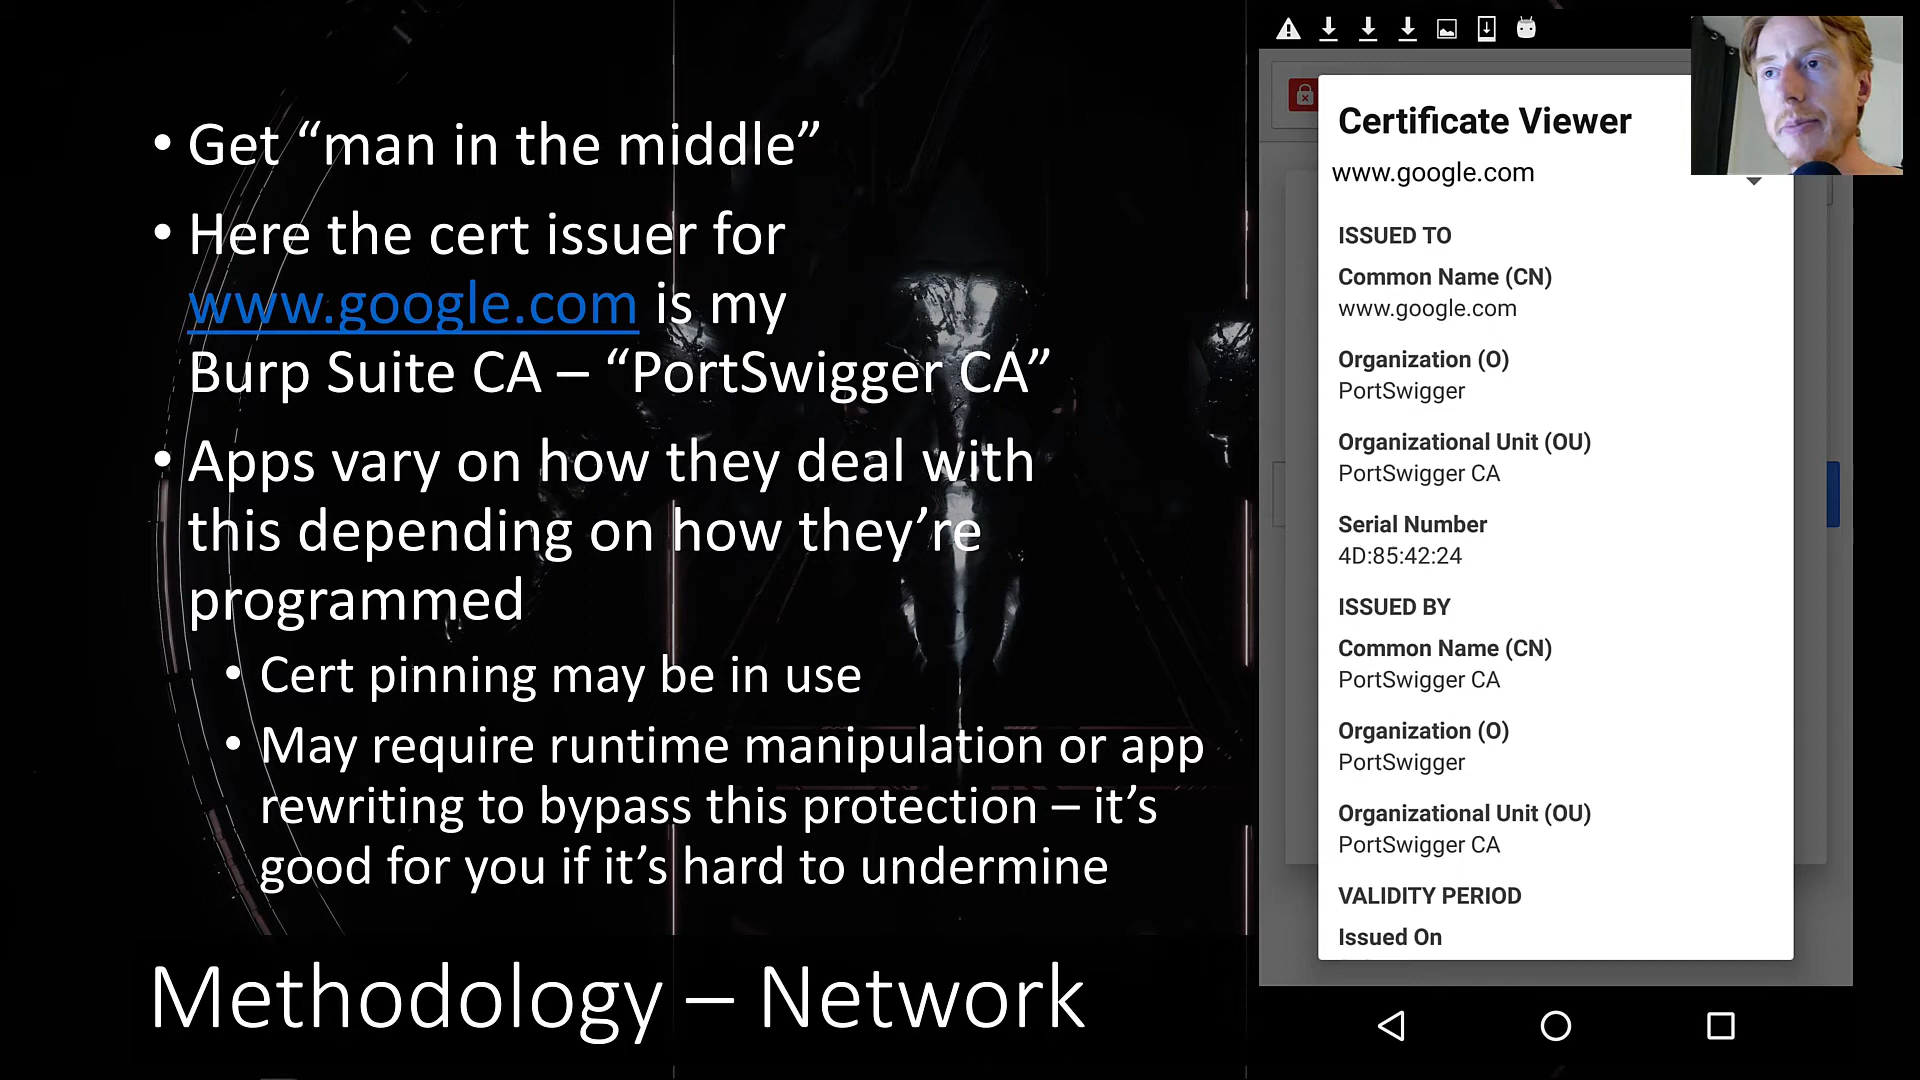 • Get “man in the middle”
• Here the cert issuer for
www.google.com is my
Burp Suite CA – “PortSwigger CA”
• Apps vary on how they deal with
this depending on how they’re
programmed
• Cert pinning may be in use
• May require runtime manipulation or app
rewriting to bypass this protection – it’s
good for you if it’s hard to undermine
Methodology – Network
Certificate Viewer
www.google.com
ISSUED TO
Common Name (CN)
www.google.com
Organization (O)
PortSwigger
Organizational Unit (OU)
PortSwigger CA
Serial Number
4D:85:42:24
ISSUED BY
Common Name (CN)
PortSwigger CA
Organization (O)
PortSwigger
Organizational Unit (OU)
PortSwigger CA
VALIDITY PERIOD
Issued On